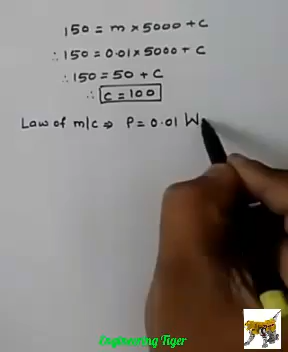 150 = m × 5000 + C
∴ 150 = 0.01 × 5000 + C
∴ 150 = 50 + C
∴ C = 100
Law of m/c ⇒ P = 0.01 W
Engineering Tiger